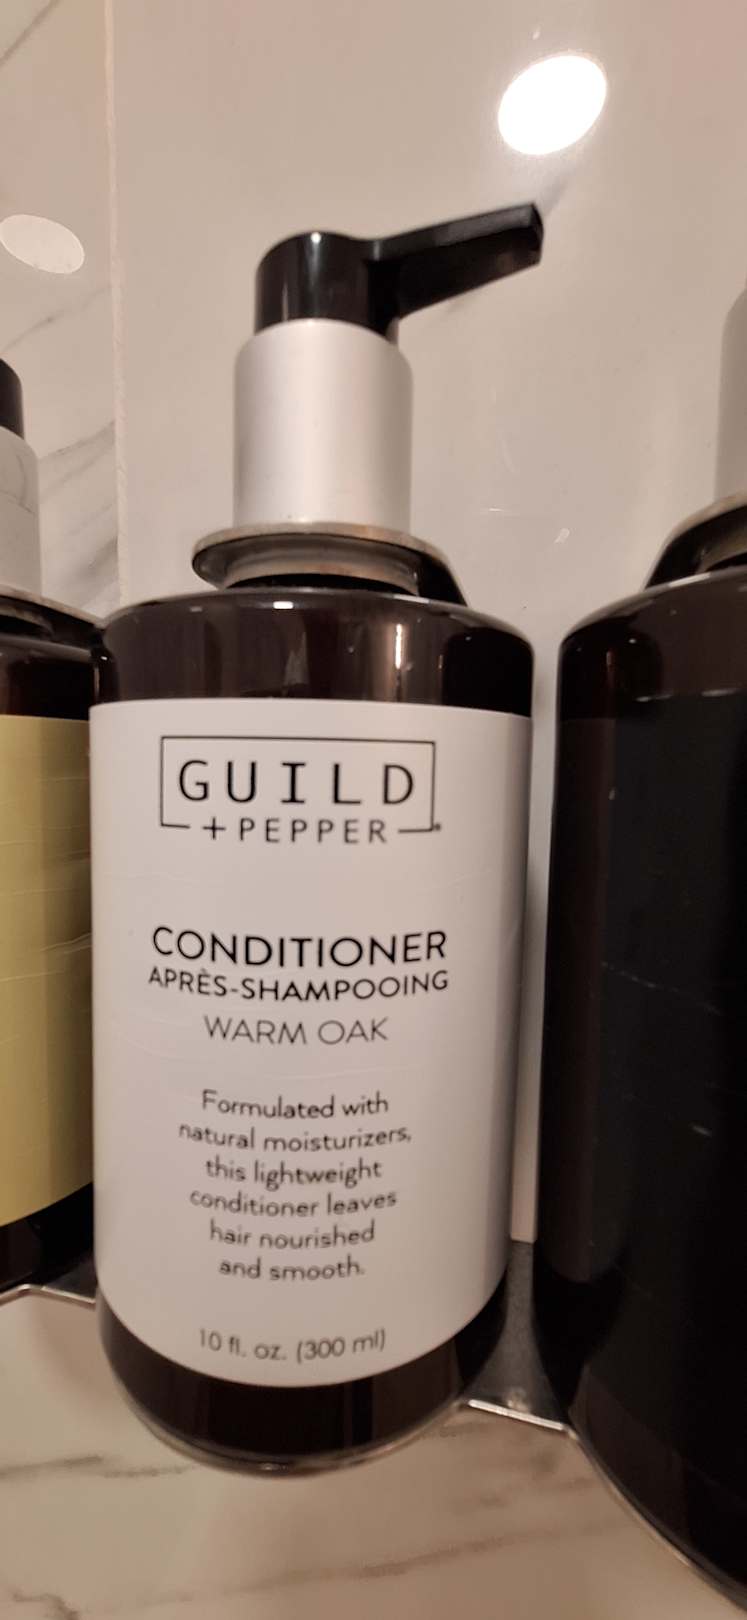 GUILD
+ PEPPER
CONDITIONER
APRÈS-SHAMPOOING
WARM OAK
Formulated with
natural moisturizers,
this lightweight
conditioner leaves
hair nourished
and smooth.
10 fl. oz. (300 ml)